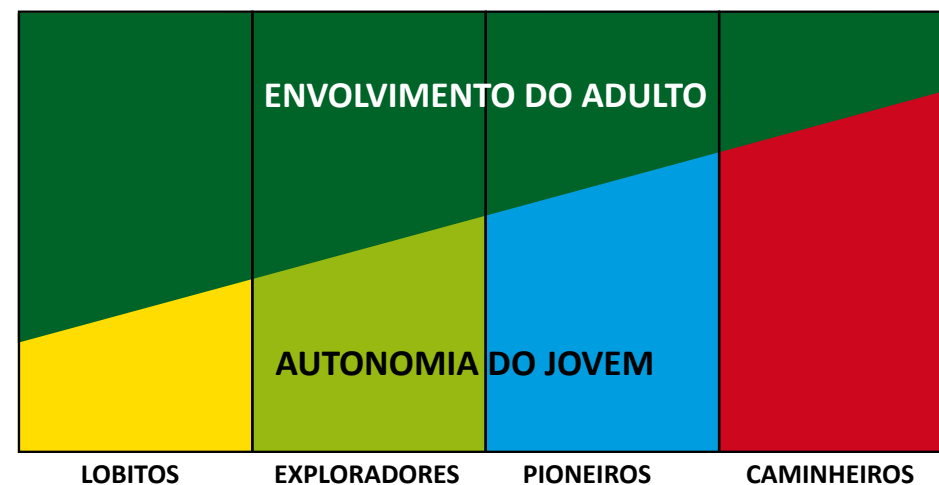 ENVOLVIMENTO DO ADULTO
AUTONOMIA DO JOVEM
LOBITOS EXPLORADORES PIONEIROS CAMINHEIROS